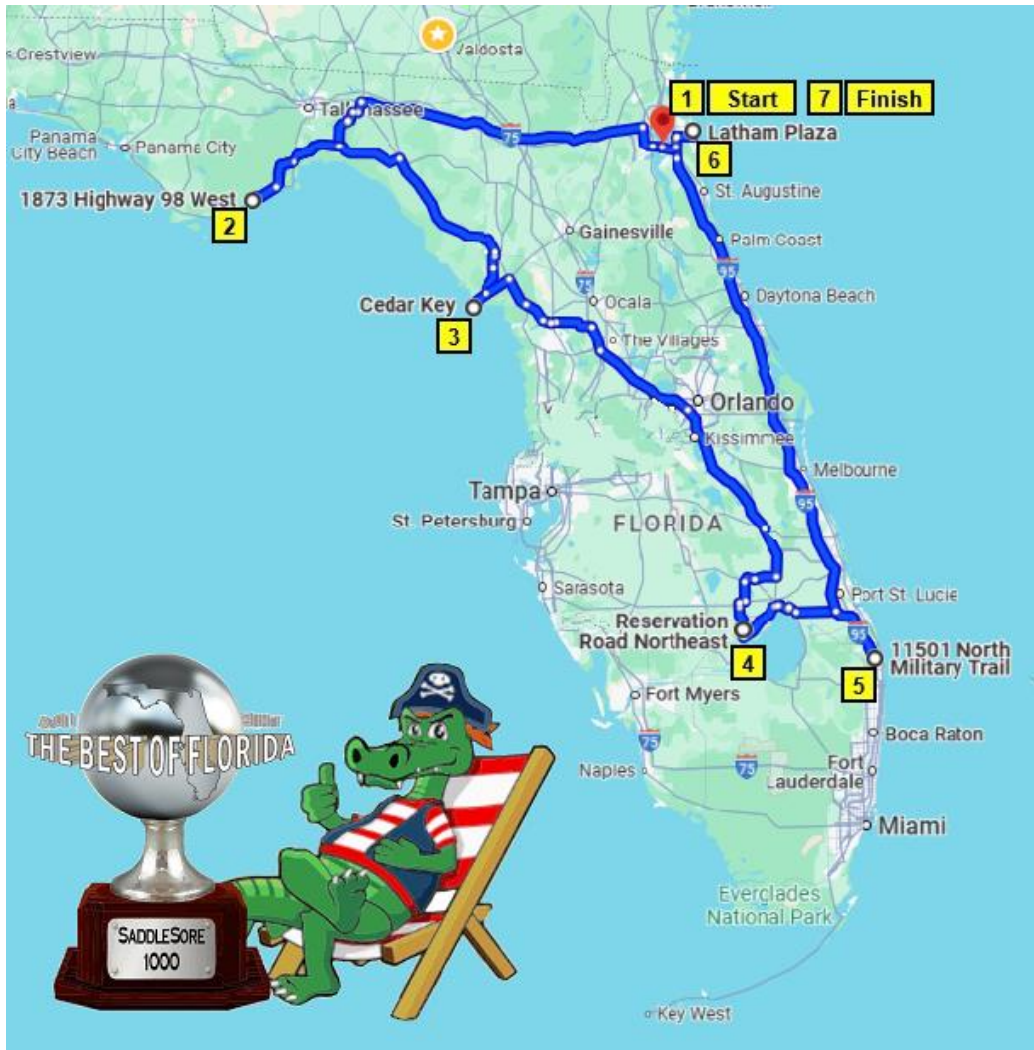 Crestview
Valdosta
Tallahassee
1 Start 7 Finish
Panama
City Beach
Panama City
75
Latham Plaza
6
1873 Highway 98 West
2
St. Augustine
Gainesville
Palm Coast
95
75
Cedar Key
3
Ocala
Daytona Beach
The Villages
Orlando
Kissimmee
Melbourne
Tampa
95
St. Petersburg
FLORIDA
Sarasota
Port St. Lucie
Reservation
Road Northeast
4
95
11501 North
Military Trail
5
Fort Myers
75
Boca Raton
Naples
75
Fort
Lauderdale
Miami
Everglades
National Park
Key West
THE BEST OF FLORIDA
SADDLESORE
1000